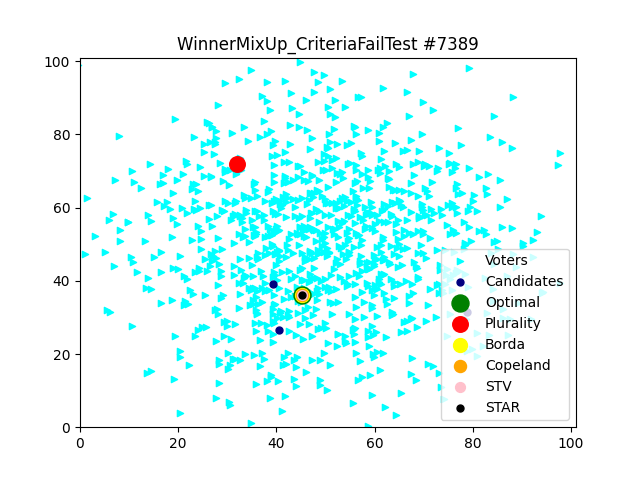 WinnerMixUp_CriteriaFailTest #7389
100
80
60
40
20
0
0 20 40 60 80 100
Voters
Candidates
Optimal
Plurality
Borda
Copeland
STV
STAR